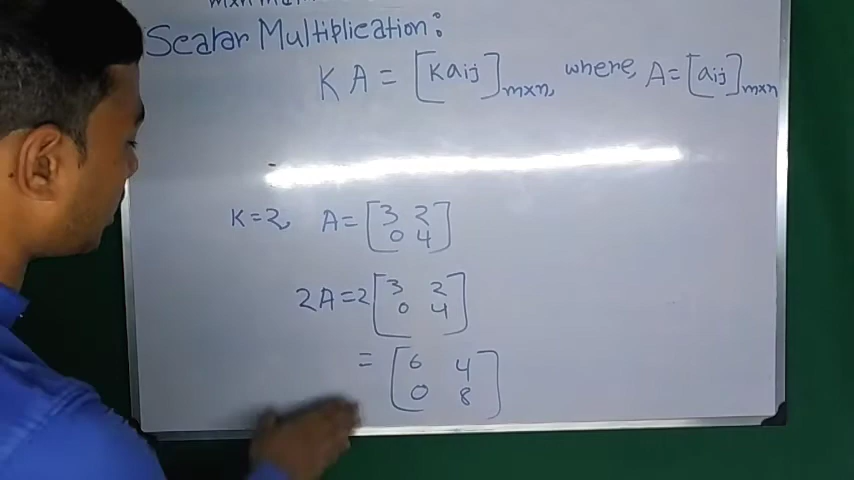 Scalar Multiplication:
KA = [Kaij]mxn, where, A = [aij]mxn
K=2, A= [3 2
0 4]
2A=2 [3 2
0 4]
= [6 4
0 8]